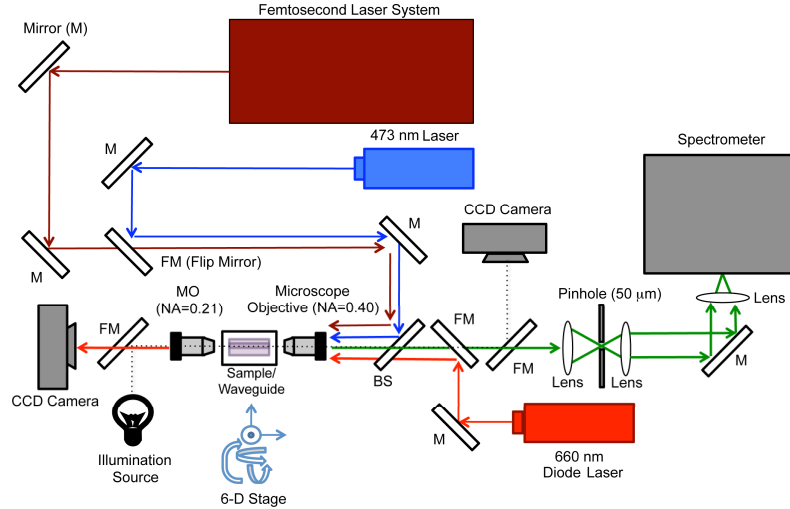 Femtosecond Laser System
Mirror (M)
473 nm Laser
M
Spectrometer
CCD Camera
M
M
FM (Flip Mirror)
MO
(NA=0.21)
Microscope
Objective (NA=0.40)
Pinhole (50 μm)
Lens
FM
FM
M
CCD Camera
Sample/
Waveguide
BS
FM
Lens
Lens
M
Illumination
Source
6-D Stage
660 nm
Diode Laser